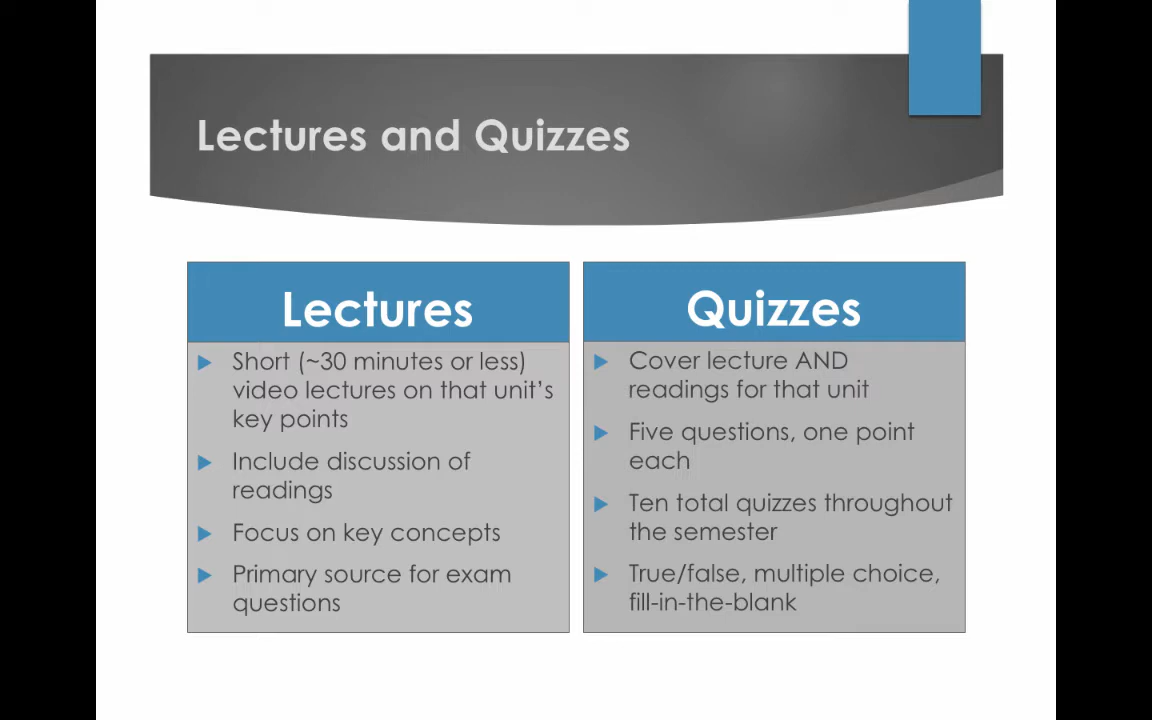 Lectures and Quizzes
Lectures
Short (~30 minutes or less)
video lectures on that unit's
key points
Include discussion of
readings
Focus on key concepts
Primary source for exam
questions
Quizzes
Cover lecture AND
readings for that unit
Five questions, one point
each
Ten total quizzes throughout
the semester
True/false, multiple choice,
fill-in-the-blank